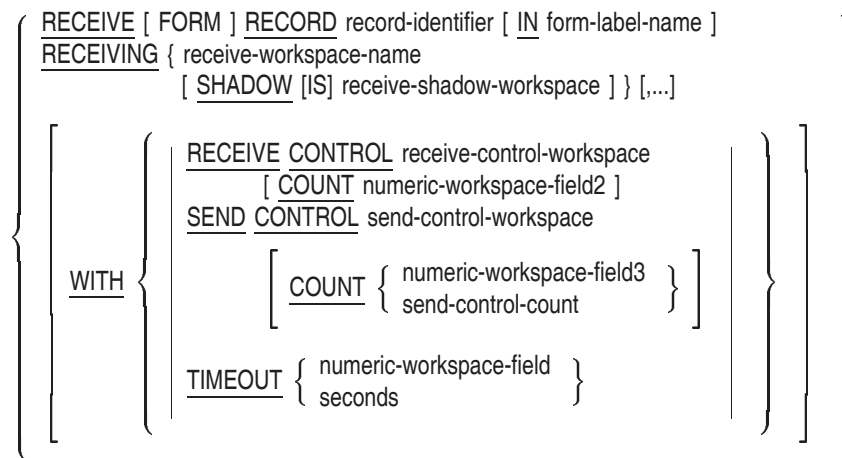 RECEIVE [ FORM ] RECORD record-identifier [ IN form-label-name ]
RECEIVING { receive-workspace-name
[ SHADOW [IS] receive-shadow-workspace ] } [,...]
RECEIVE CONTROL receive-control-workspace
[ COUNT numeric-workspace-field2 ]
SEND CONTROL send-control-workspace
WITH
COUNT { numeric-workspace-field3
send-control-count }
TIMEOUT { numeric-workspace-field
seconds }